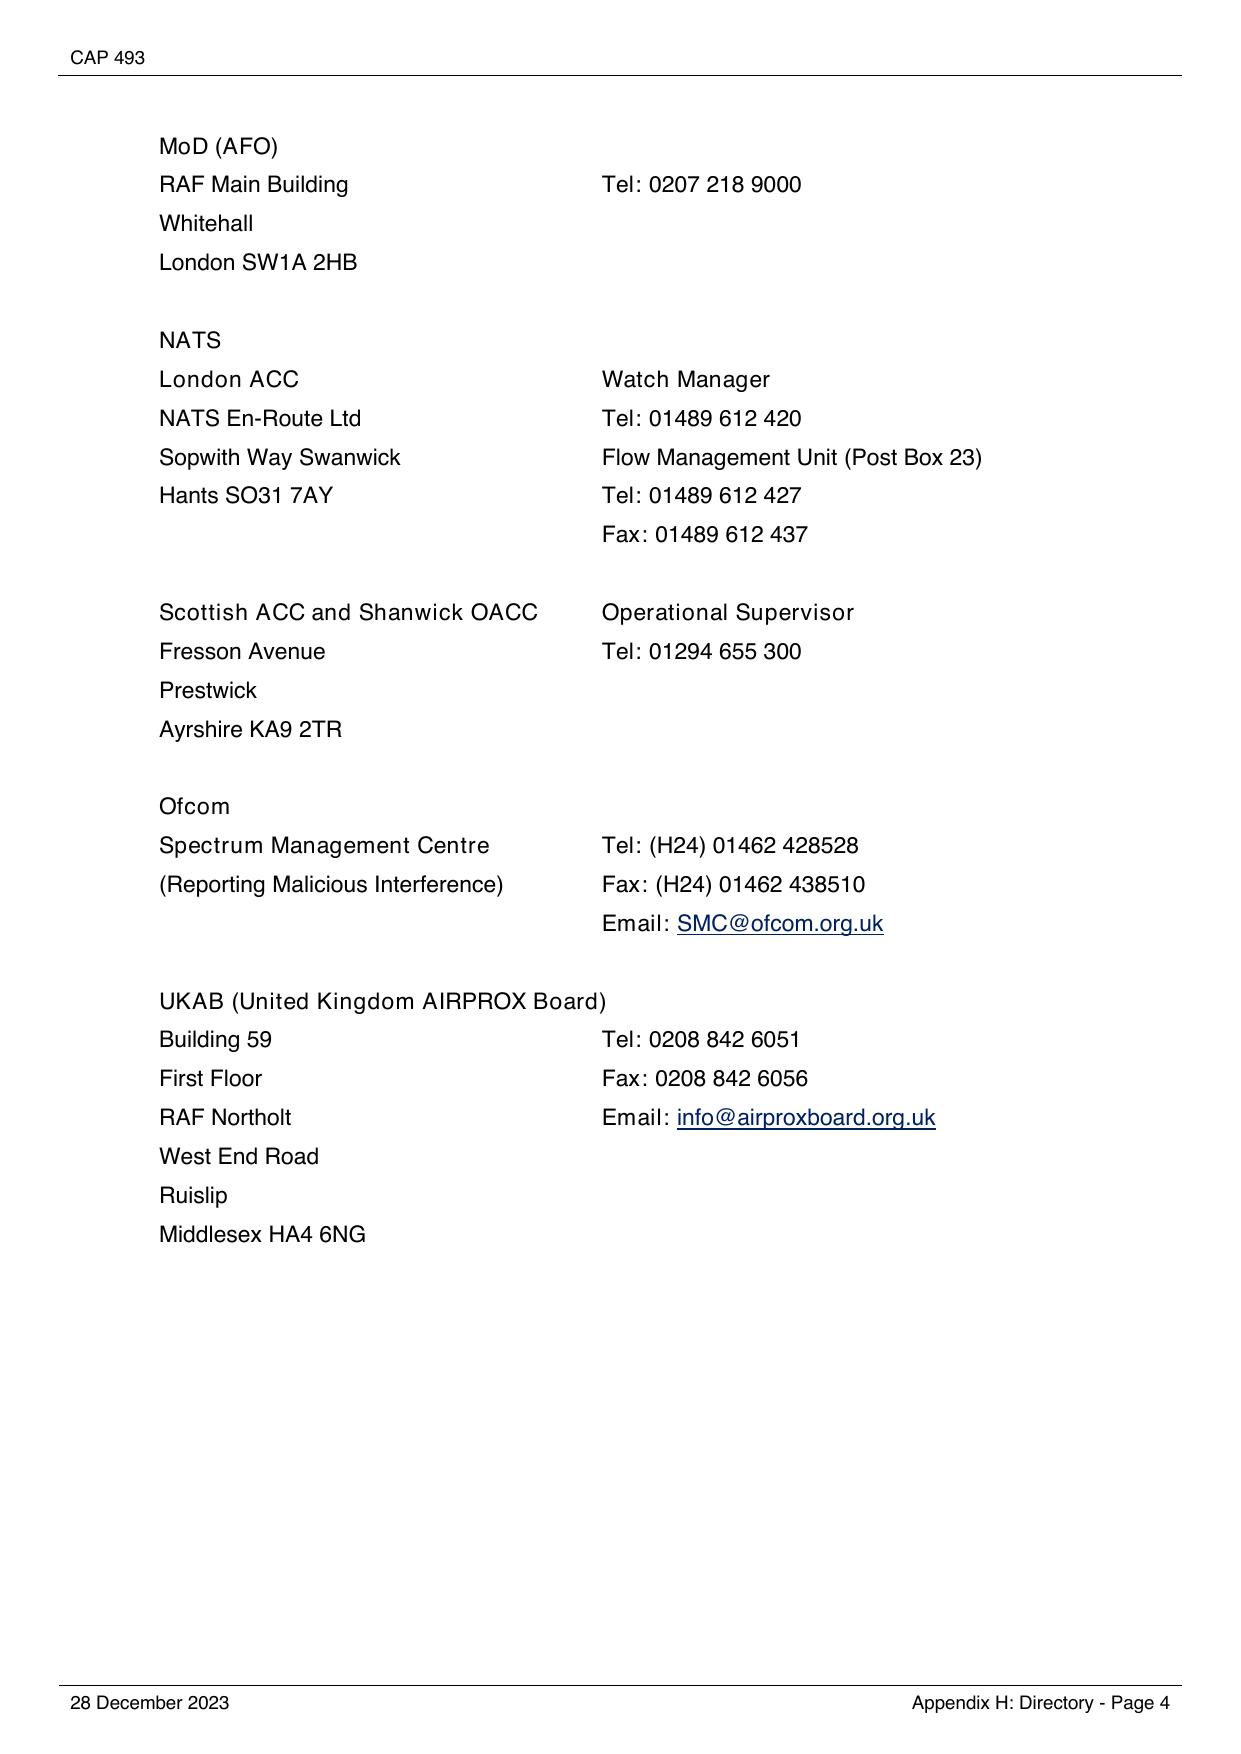 CAP 493
MoD (AFO)
RAF Main Building Tel: 0207 218 9000
Whitehall
London SW1A 2HB
NATS
London ACC Watch Manager
NATS En-Route Ltd Tel: 01489 612 420
Sopwith Way Swanwick Flow Management Unit (Post Box 23)
Hants SO31 7AY Tel: 01489 612 427
Fax: 01489 612 437
Scottish ACC and Shanwick OACC Operational Supervisor
Fresson Avenue Tel: 01294 655 300
Prestwick
Ayrshire KA9 2TR
Ofcom
Spectrum Management Centre Tel: (H24) 01462 428528
(Reporting Malicious Interference) Fax: (H24) 01462 438510
Email: SMC@ofcom.org.uk
UKAB (United Kingdom AIRPROX Board)
Building 59 Tel: 0208 842 6051
First Floor Fax: 0208 842 6056
RAF Northolt Email: info@airproxboard.org.uk
West End Road
Ruislip
Middlesex HA4 6NG
28 December 2023 Appendix H: Directory - Page 4